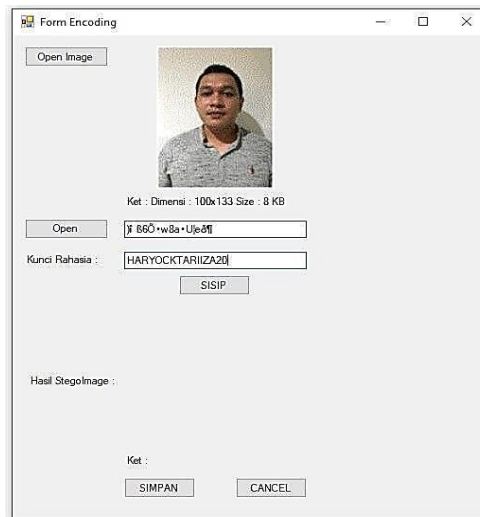 Form Encoding
Open Image
Ket : Dimensi : 100x133 Size : 8 KB
Open
Kunci Rahasia :
HARYOCKTARIIZA20
SISIP
Hasil StegoImage :
Ket :
SIMPAN
CANCEL